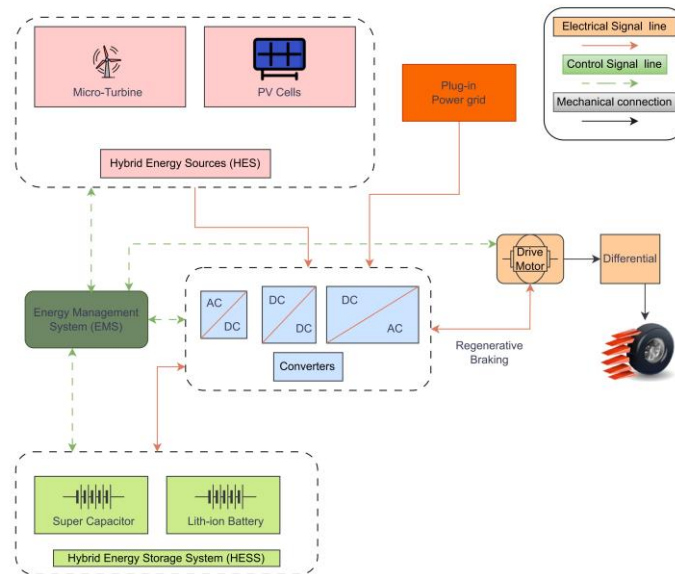 Micro-Turbine
PV Cells
Hybrid Energy Sources (HES)
Plug-in
Power grid
Electrical Signal line
Control Signal line
Mechanical connection
Energy Management
System (EMS)
AC
DC
DC
DC
DC
AC
Converters
Drive
Motor
Differential
Regenerative
Braking
Super Capacitor
Lith-ion Battery
Hybrid Energy Storage System (HESS)